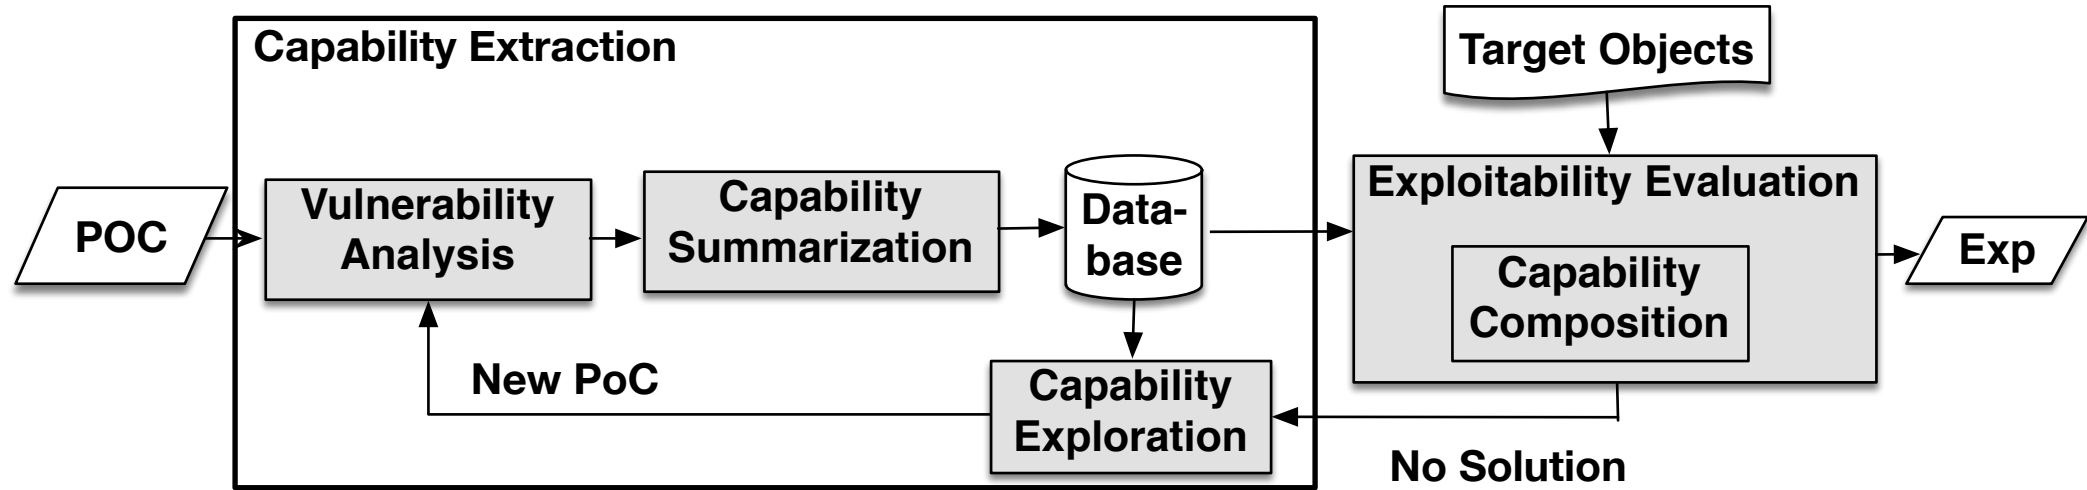 Capability Extraction
Target Objects
POC
Vulnerability
Analysis
Capability
Summarization
Data-
base
Exploitability Evaluation
Capability
Composition
Exp
New PoC
Capability
Exploration
No Solution